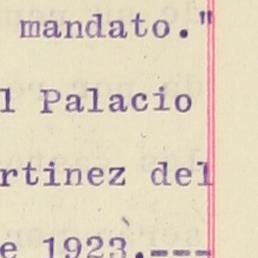 mandato."
l Palacio
rtinez del
e 1923.---